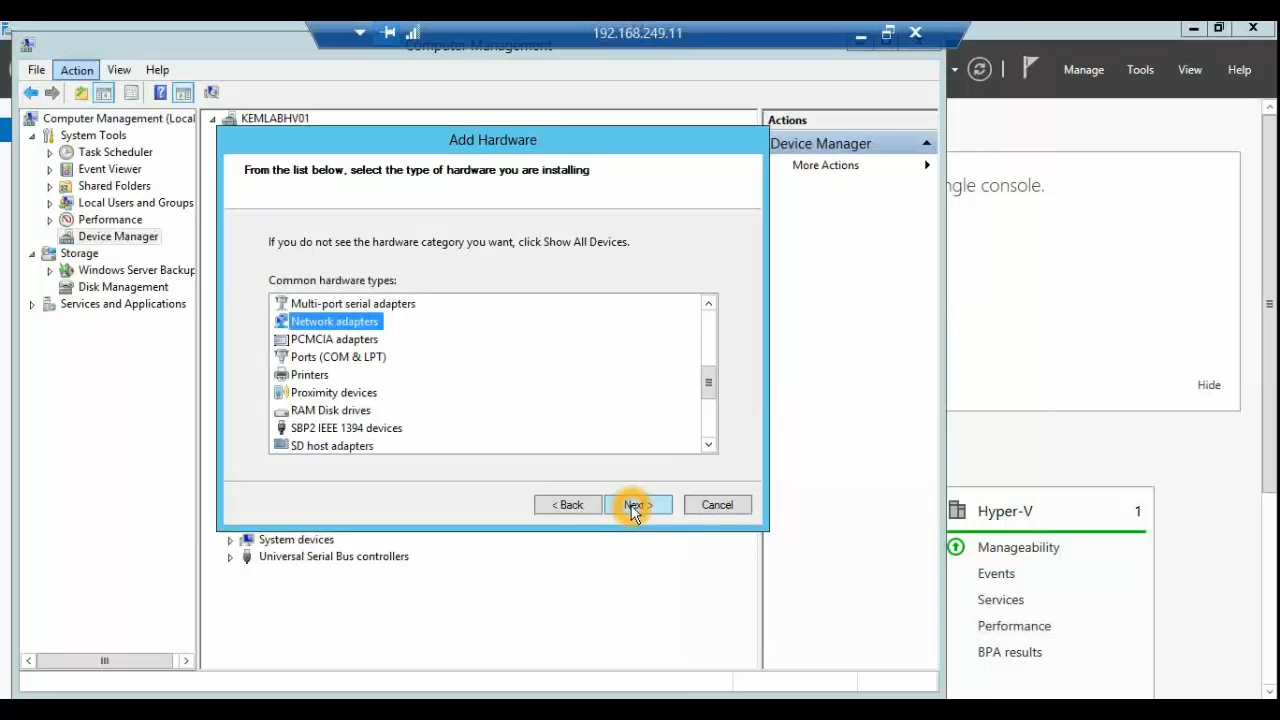 192.168.249.11
Computer Management
File Action View Help
Manage Tools View Help
Computer Management (Local
System Tools
Task Scheduler
Event Viewer
Shared Folders
Local Users and Groups
Performance
Device Manager
Storage
Windows Server Backup
Disk Management
Services and Applications
KEMLABHV01
Add Hardware
From the list below, select the type of hardware you are installing
If you do not see the hardware category you want, click Show All Devices.
Common hardware types:
Multi-port serial adapters
Network adapters
PCMCIA adapters
Ports (COM & LPT)
Printers
Proximity devices
RAM Disk drives
SBP2 IEEE 1394 devices
SD host adapters
< Back Next > Cancel
System devices
Universal Serial Bus controllers
Actions
Device Manager
More Actions
ngle console.
Hide
Hyper-V 1
Manageability
Events
Services
Performance
BPA results